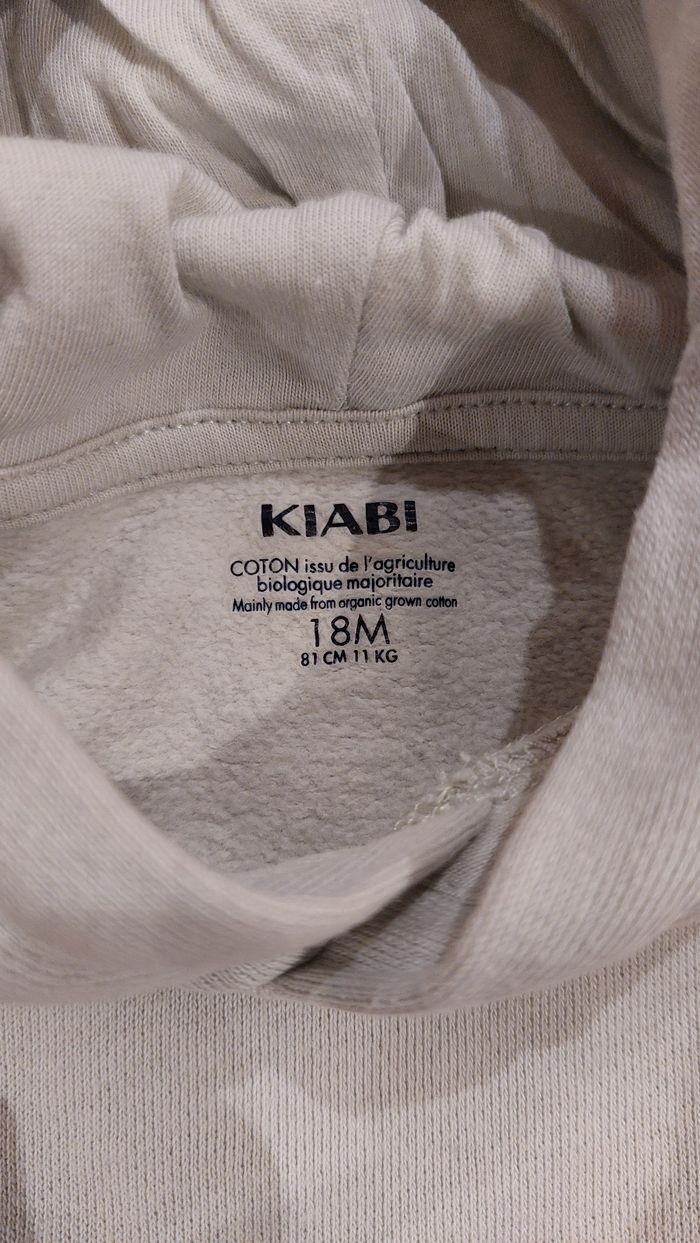 KIABI
COTON issu de l'agriculture
biologique majoritaire
Mainly made from organic grown cotton
18M
81 CM 11 KG